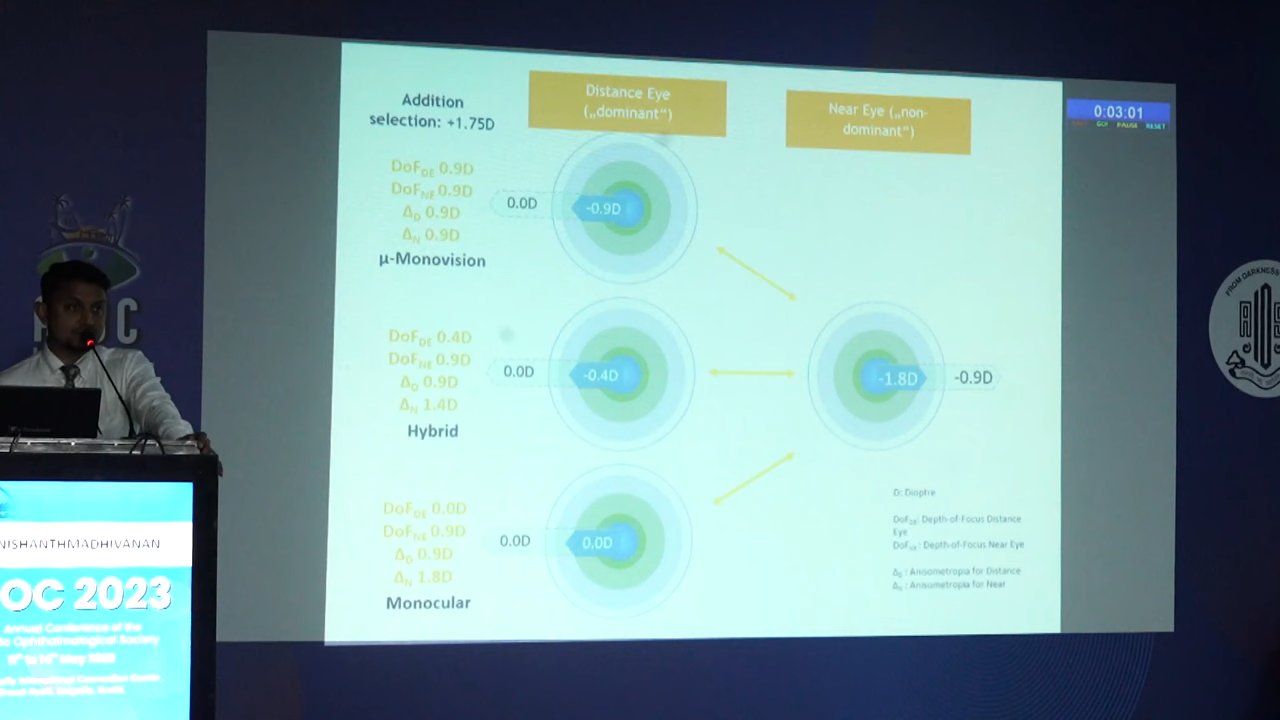 Addition
selection: +1.75D
Distance Eye
(„dominant“)
Near Eye („non-
dominant“)
0:03:01
PAUSE
RESET
DoF_DE 0.9D
DoF_NE 0.9D
Δ_D 0.9D
Δ_N 0.9D
µ-Monovision
0.0D
-0.9D
DoF_DE 0.4D
DoF_NE 0.9D
Δ_D 0.9D
Δ_N 1.4D
Hybrid
0.0D
-0.4D
-1.8D
-0.9D
DoF_DE 0.0D
DoF_NE 0.9D
Δ_D 0.9D
Δ_N 1.8D
Monocular
0.0D
0.0D
D: Dioptre
DoF_DE: Depth-of-Focus Distance
Eye
DoF_NE: Depth-of-Focus Near Eye
Δ_D: Anisometropia for Distance
Δ_N: Anisometropia for Near
NISHANTHMADHIVANAN
OC 2023
Annual Conference of the
Ophthalmological Society
FROM DARKNESS